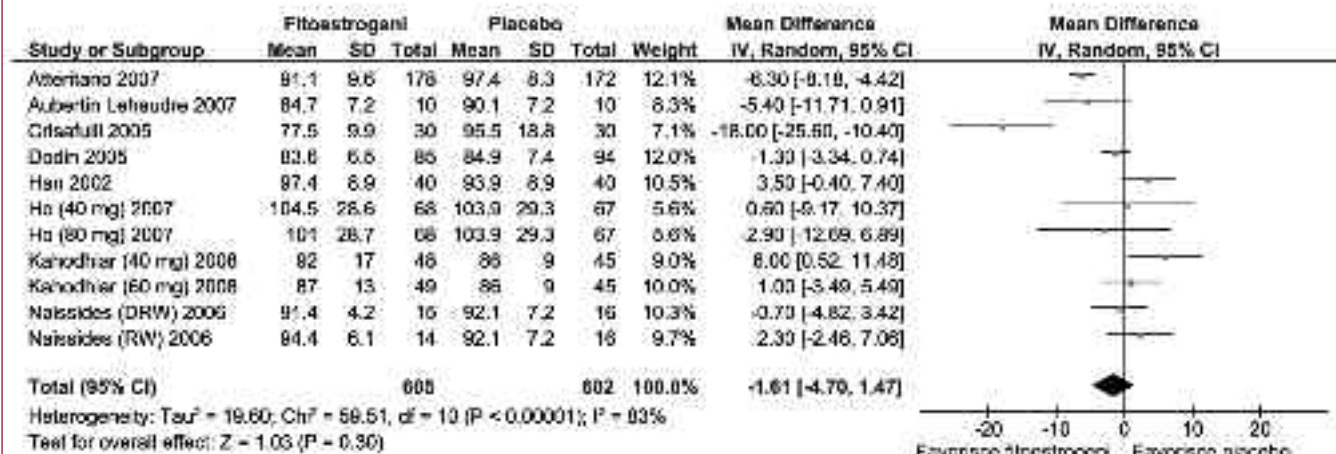 Fitoestrogeni Placebo Mean Difference Mean Difference
Study or Subgroup Mean SD Total Mean SD Total Weight IV, Random, 95% CI IV, Random, 95% CI
Atteritano 2007 91.1 9.6 176 97.4 8.3 172 12.1% -6.30 [-8.18, -4.42]
2007 84.7 7.2 10 90.1 7.2 10 8.3% -5.40 [-11.71, 0.91]
Crisafulli 2005 77.5 9.9 30 95.5 18.8 30 7.1% -18.00 [-25.60, -10.40]
Dodin 2005 83.6 85 84.9 7.4 94 12.0% -1.30 [-3.34, 0.74]
Han 2002 97.4 8.9 40 93.9 8.9 40 10.5% 3.50 [-0.40, 7.40]
Ho (40 mg) 2007 104.5 28.6 68 103.9 29.3 67 5.6% 0.60 [-9.17, 10.37]
Ho (80 mg) 2007 101 28.7 68 103.9 29.3 67 5.6% -2.90 [-12.69, 6.89]
(40 mg) 2008 92 17 48 86 9 45 9.0% 6.00 [0.52, 11.48]
(60 mg) 2008 87 13 49 86 9 45 10.0% 1.00 [-3.49, 5.49]
Naissides (DRW) 2006 91.4 4.2 16 92.1 7.2 16 10.3% -0.70 [-4.82, 3.42]
Naissides (RW) 2006 94.4 6.1 14 92.1 7.2 16 9.7% 2.30 [-2.46, 7.06]
Total (95% CI) 602 100.0% -1.61 [-4.70, 1.47]
Heterogeneity: Tau² = 19.60; Chi² = 59.51, df = 10 (P < 0.00001); I² = 83%
Test for overall effect: Z = 1.03 (P = 0.30)
-20 -10 0 10 20